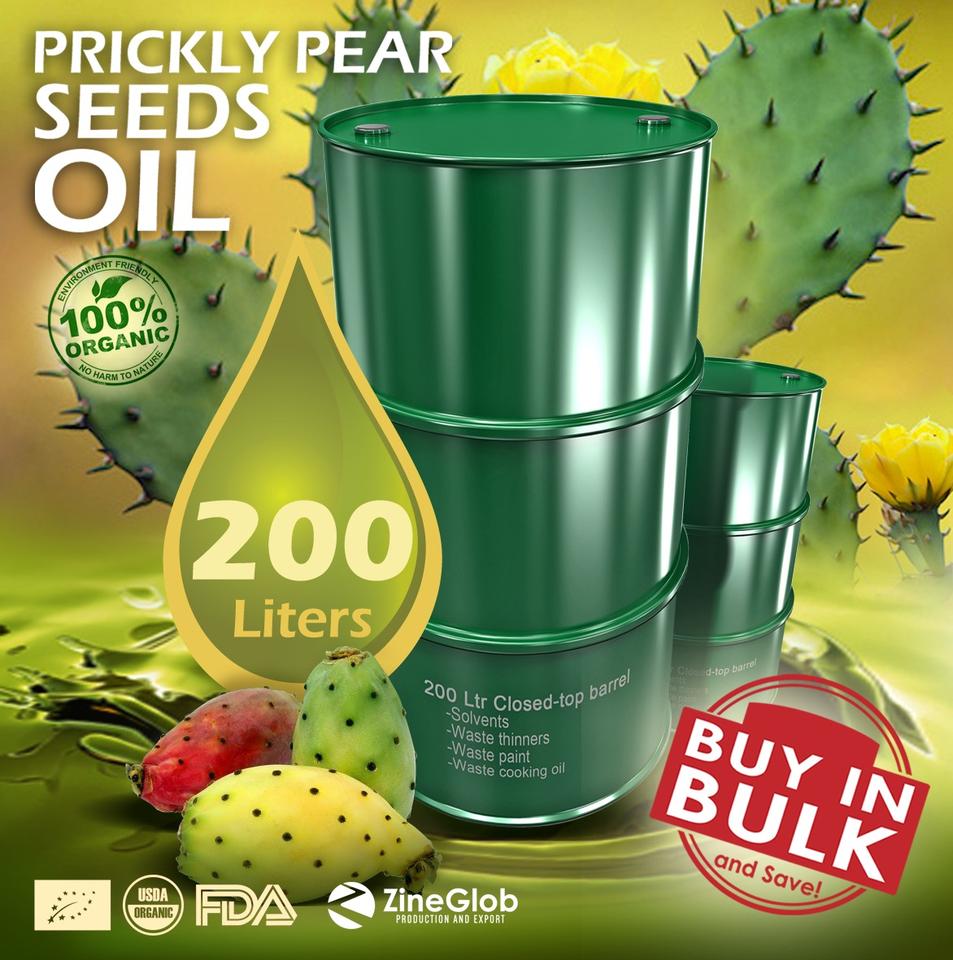 PRICKLY PEAR
SEEDS
OIL
ENVIRONMENT FRIENDLY
100%
ORGANIC
NO HARM TO NATURE
200
Liters
200 Ltr Closed-top barrel
-Solvents
-Waste thinners
-Waste paint
-Waste cooking oil
Closed-top barrel
BUY IN
BULK
and Save!
USDA
ORGANIC
FDA
ZineGlob
PRODUCTION AND EXPORT